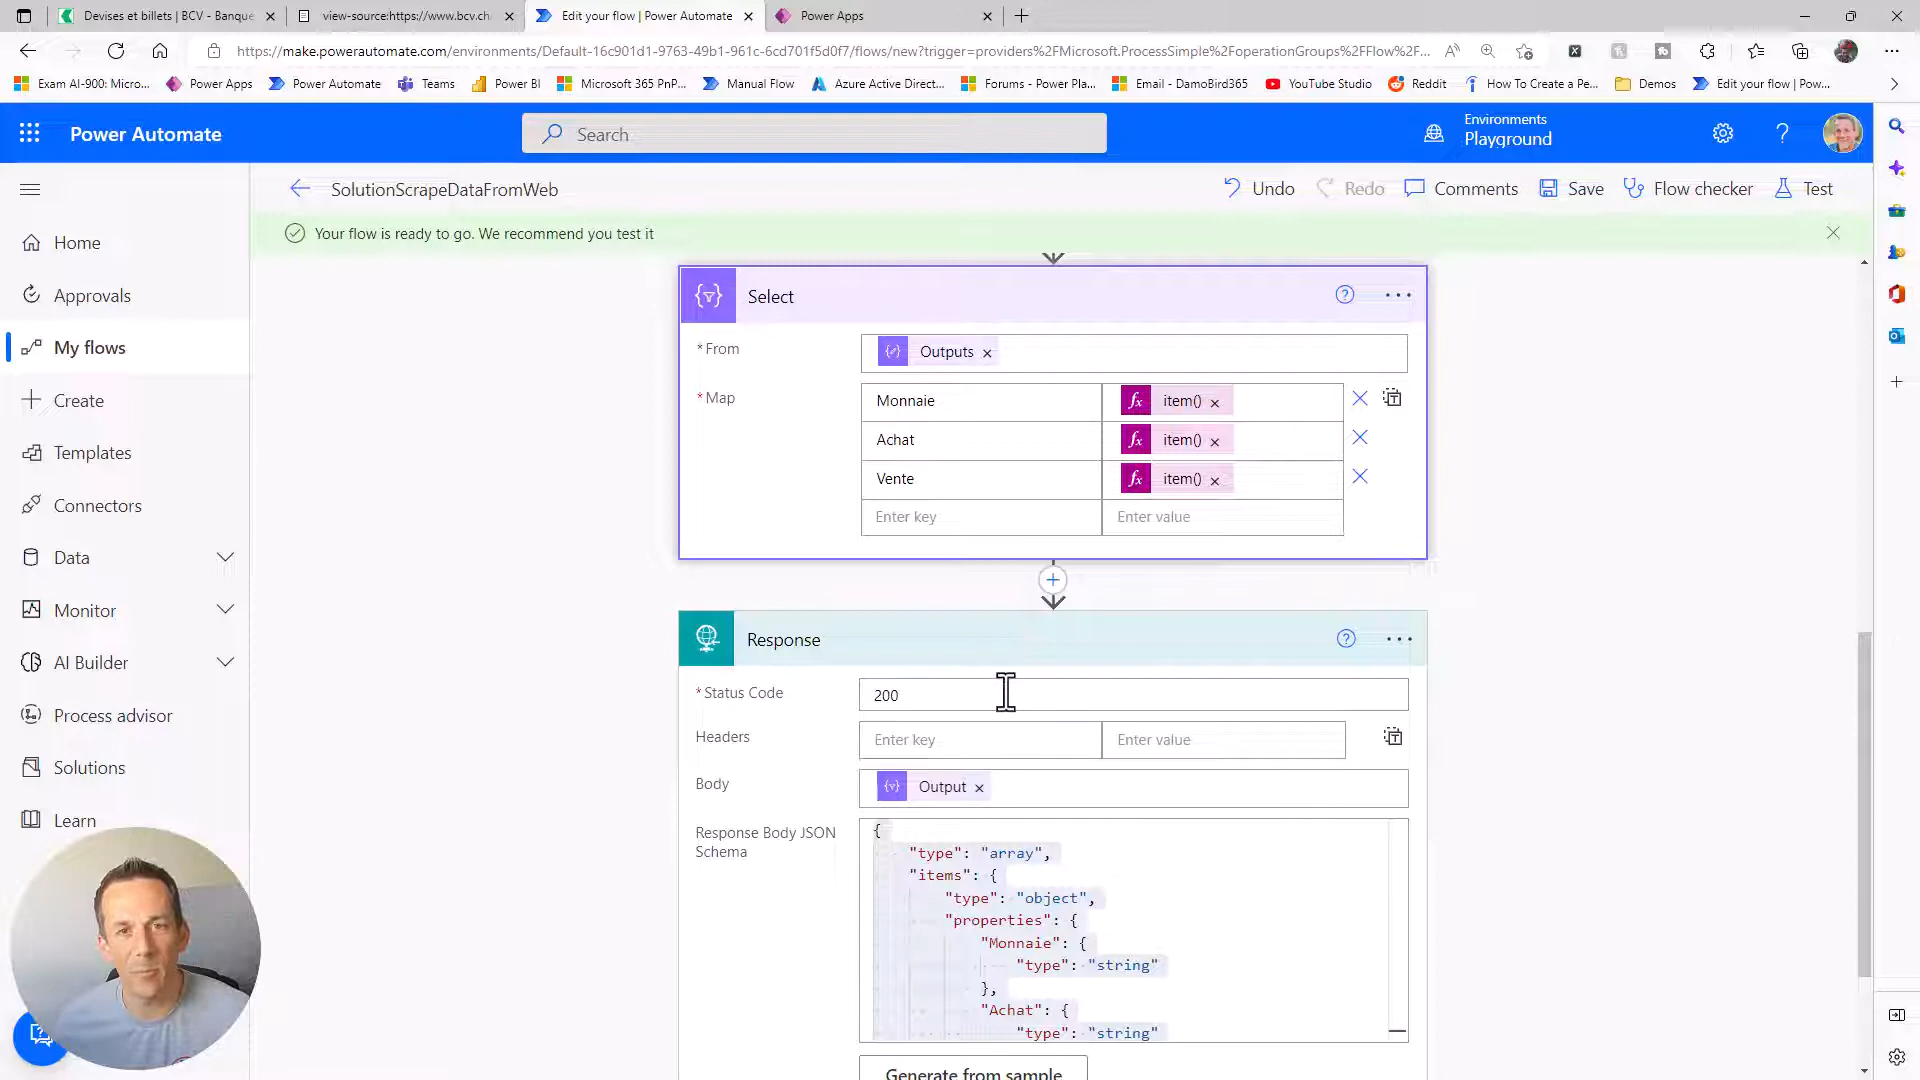 Devises et billets | BCV - Banque
view-source:https://www.bcv.ch
Edit your flow | Power Automate
Power Apps
https://make.powerautomate.com/environments/Default-16c901d1-9763-49b1-961c-6cd701f5d0f7/flows/new?trigger=providers%2FMicrosoft.ProcessSimple%2FoperationGroups%2FFlow%2F...
Exam AI-900: Micro...
Power Apps
Power Automate
Teams
Power BI
Microsoft 365 PnP...
Manual Flow
Azure Active Direct...
Forums - Power Pla...
Email - DamoBird365
YouTube Studio
Reddit
How To Create a Pe...
Demos
Edit your flow | Pow...
Power Automate
Search
Environments
Playground
SolutionScrapeDataFromWeb
Undo
Redo
Comments
Save
Flow checker
Test
Your flow is ready to go. We recommend you test it
Home
Approvals
My flows
Create
Templates
Connectors
Data
Monitor
AI Builder
Process advisor
Solutions
Learn
Select
* From
Outputs
* Map
Monnaie
fx item()
Achat
fx item()
Vente
fx item()
Enter key
Enter value
Response
* Status Code
200
Headers
Enter key
Enter value
Body
Output
Response Body JSON
Schema
{
"type": "array",
"items": {
"type": "object",
"properties": {
"Monnaie": {
"type": "string"
},
"Achat": {
"type": "string"
Generate from sample